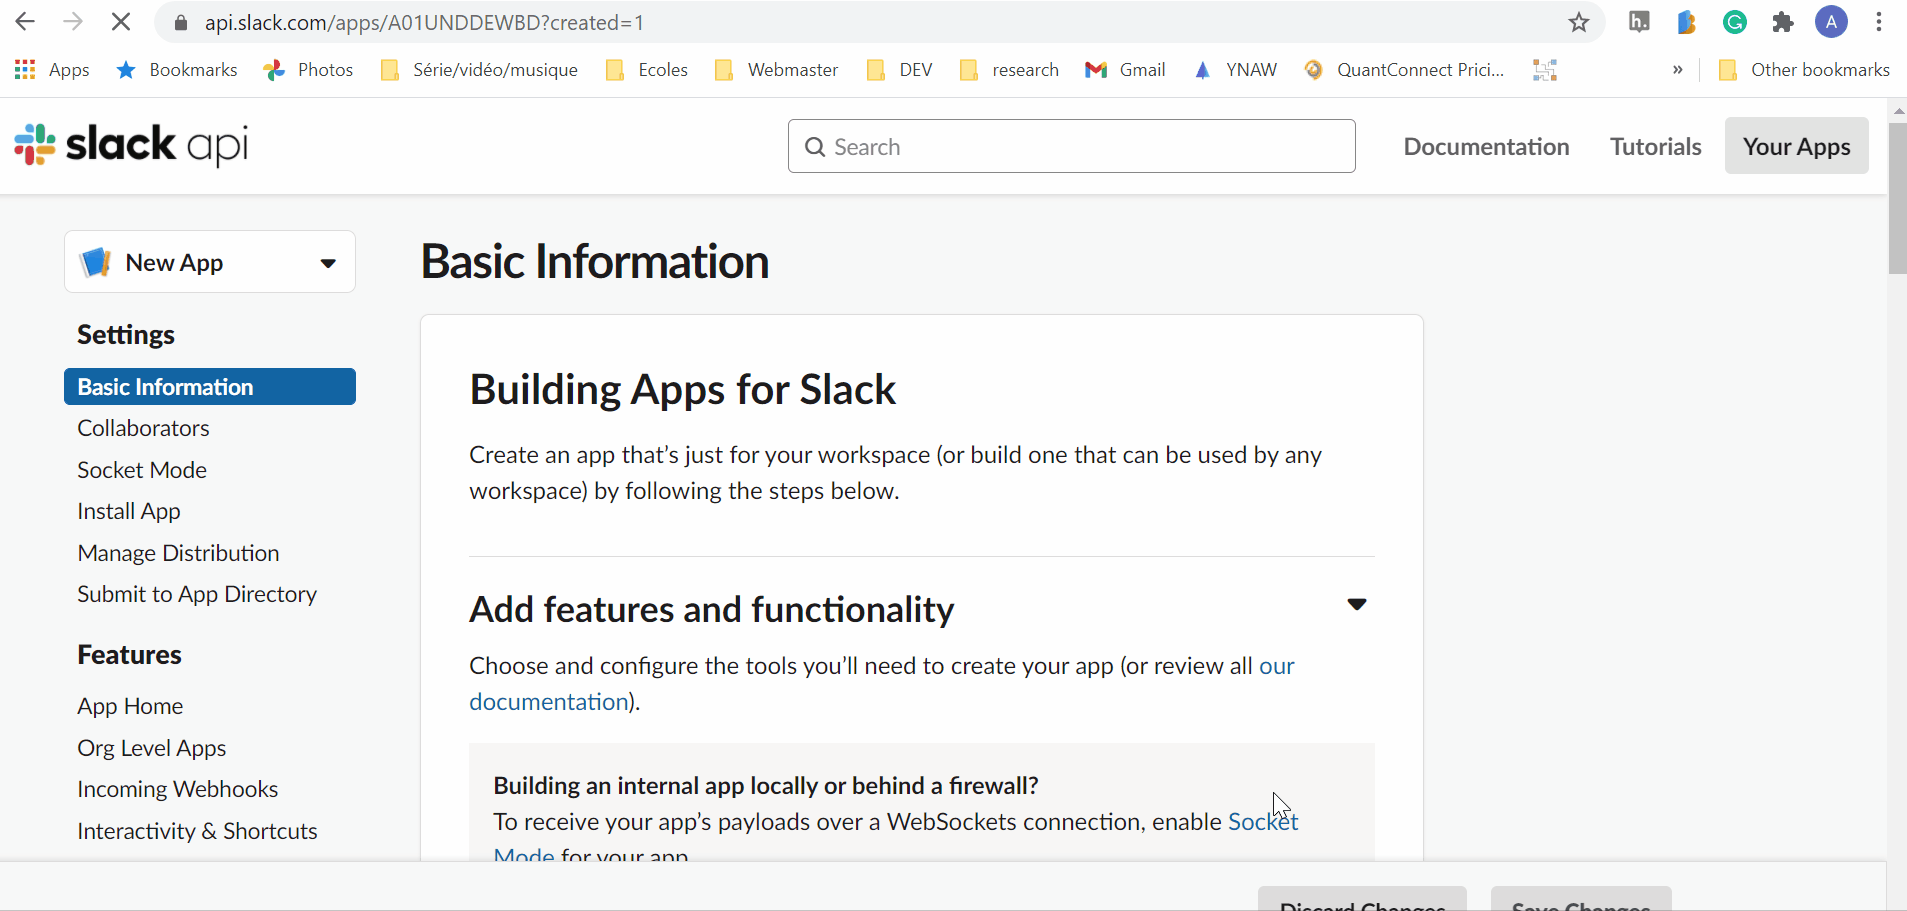 api.slack.com/apps/A01UNDDEWBD?created=1
h.
A
Apps
Bookmarks
Photos
Série/vidéo/musique
Ecoles
Webmaster
DEV
research
Gmail
YNAW
QuantConnect Prici...
»
Other bookmarks
slack api
Search
Documentation
Tutorials
Your Apps
New App
Settings
Basic Information
Collaborators
Socket Mode
Install App
Manage Distribution
Submit to App Directory
Features
App Home
Org Level Apps
Incoming Webhooks
Interactivity & Shortcuts
Basic Information
Building Apps for Slack
Create an app that’s just for your workspace (or build one that can be used by any
workspace) by following the steps below.
Add features and functionality
Choose and configure the tools you’ll need to create your app (or review all our
documentation).
Building an internal app locally or behind a firewall?
To receive your app’s payloads over a WebSockets connection, enable Socket
Mode for your app
Discard Changes
Save Changes